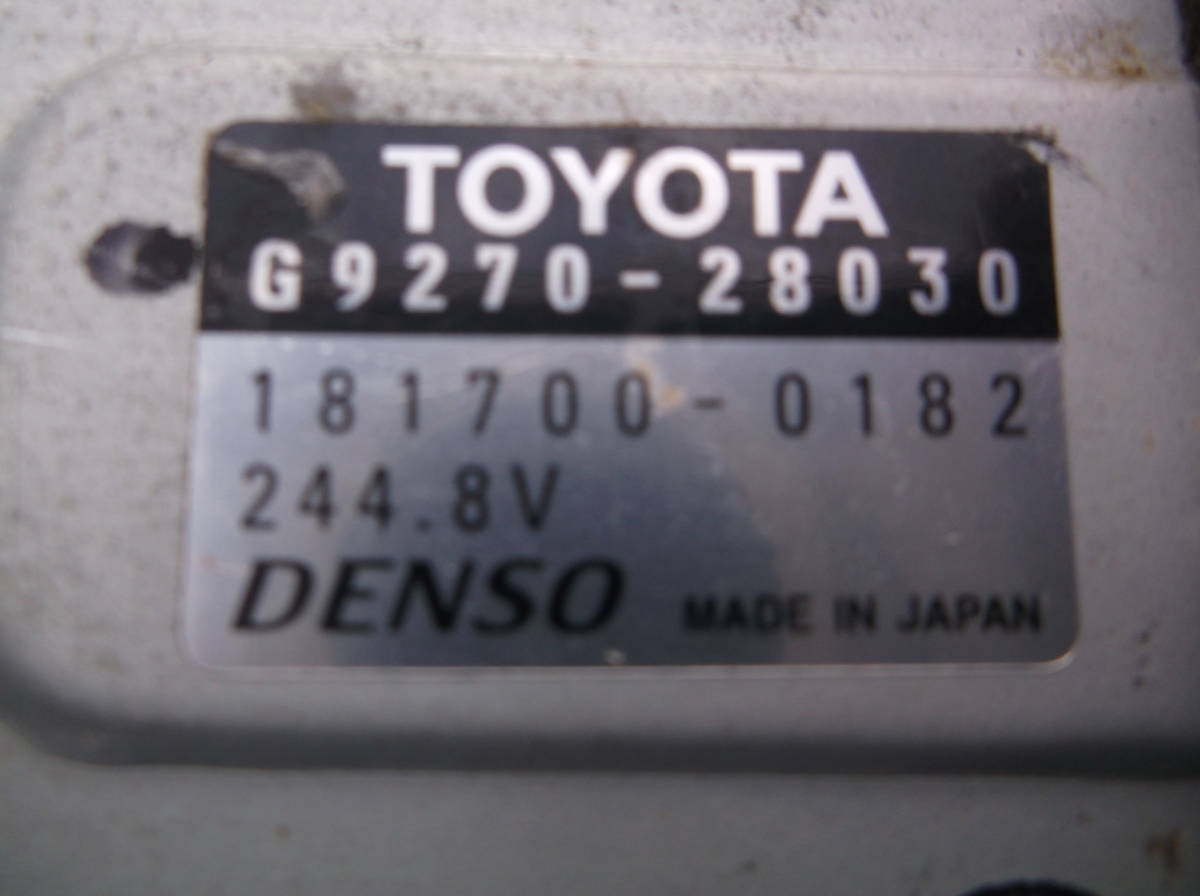 TOYOTA
G9270-28030
181700-0182
244.8V
DENSO MADE IN JAPAN